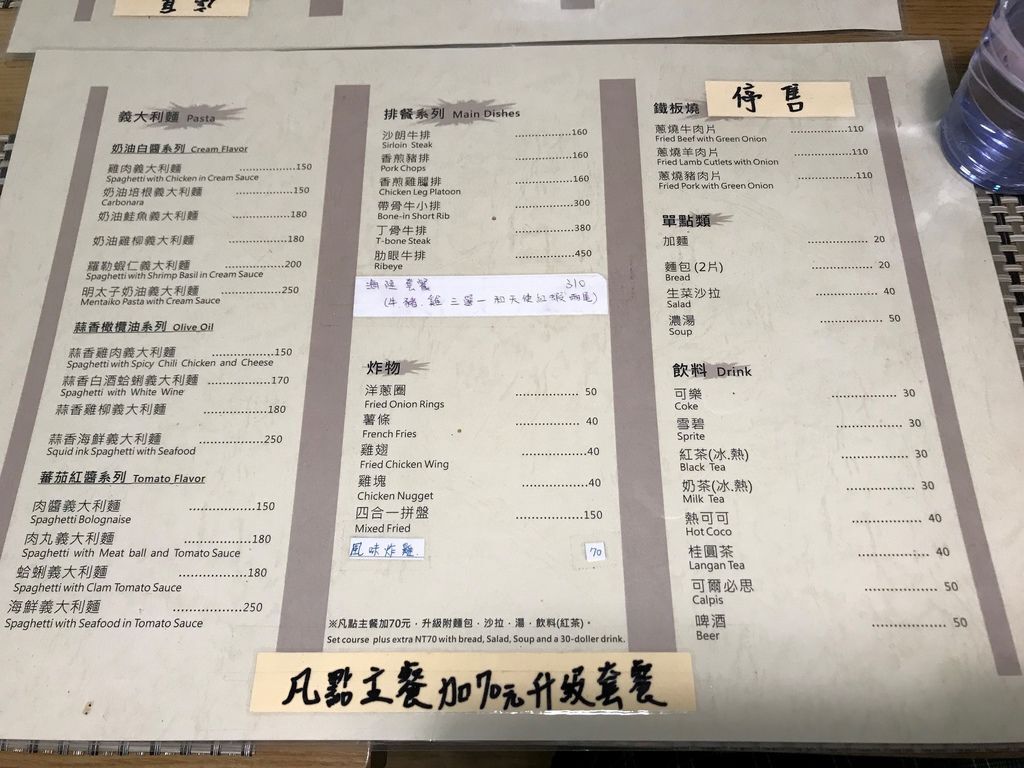 義大利麵 Pasta
奶油白醬系列 Cream Flavor
雞肉義大利麵 ....................150
Spaghetti with Chicken in Cream Sauce
奶油培根義大利麵 ....................150
Carbonara
奶油鮭魚義大利麵 ....................180
奶油雞柳義大利麵 ....................180
羅勒蝦仁義大利麵 ....................200
Spaghetti with Shrimp Basil in Cream Sauce
明太子奶油義大利麵 ....................250
Mentaiko Pasta with Cream Sauce
蒜香橄欖油系列 Olive Oil
蒜香雞肉義大利麵 ....................150
Spaghetti with Spicy Chili Chicken and Cheese
蒜香白酒蛤蜊義大利麵 ....................170
Spaghetti with White Wine
蒜香雞柳義大利麵 ....................180
蒜香海鮮義大利麵 ....................250
Squid ink Spaghetti with Seafood
蕃茄紅醬系列 Tomato Flavor
肉醬義大利麵 ....................150
Spaghetti Bolognaise
肉丸義大利麵 ....................180
Spaghetti with Meat ball and Tomato Sauce
蛤蜊義大利麵 ....................180
Spaghetti with Clam Tomato Sauce
海鮮義大利麵 ....................250
Spaghetti with Seafood in Tomato Sauce
排餐系列 Main Dishes
沙朗牛排 ....................160
Sirloin Steak
香煎豬排 ....................160
Pork Chops
香煎雞腿排 ....................160
Chicken Leg Platoon
帶骨牛小排 ....................300
Bone-in Short Rib
丁骨牛排 ....................380
T-bone Steak
肋眼牛排 ....................450
Ribeye
海陸套餐 310
(牛.豬.雞 三選一 和天使紅蝦兩尾)
炸物
洋蔥圈 .................... 50
Fried Onion Rings
薯條 .................... 40
French Fries
雞翅 ....................40
Fried Chicken Wing
雞塊 ....................40
Chicken Nugget
四合一拼盤 ....................150
Mixed Fried
風味炸雞. 70
※凡點主餐加70元‧升級附麵包‧沙拉‧湯‧飲料(紅茶)。
Set course plus extra NT70 with bread, Salad, Soup and a 30-doller drink.
鐵板燒 停售
蔥燒牛肉片 ....................110
Fried Beef with Green Onion
蔥燒羊肉片 ....................110
Fried Lamb Cutlets with Onion
蔥燒豬肉片 ....................110
Fried Pork with Green Onion
單點類
加麵 .................... 20
麵包 (2片) .................... 20
Bread
生菜沙拉 .................... 40
Salad
濃湯 .................... 50
Soup
飲料 Drink
可樂 .................... 30
Coke
雪碧 .................... 30
Sprite
紅茶(冰.熱) .................... 30
Black Tea
奶茶(冰.熱) .................... 30
Milk Tea
熱可可 .................... 40
Hot Coco
桂圓茶 .................... 40
Langan Tea
可爾必思 .................... 50
Calpis
啤酒 .................... 50
Beer
凡點主餐加70元升級套餐